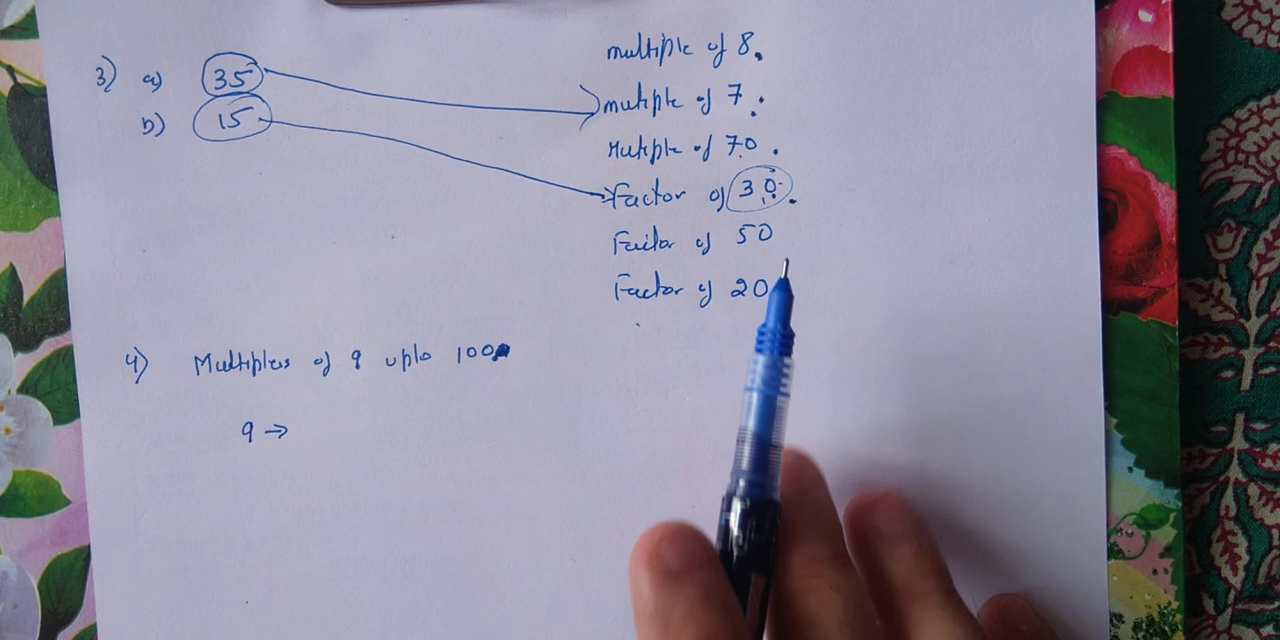 3) a) 35
b) 15
multiple of 8.
multiple of 7.
Multiple of 70.
Factor of 30.
Factor of 50
Factor of 20
4) Multiples of 9 upto 100
9 →